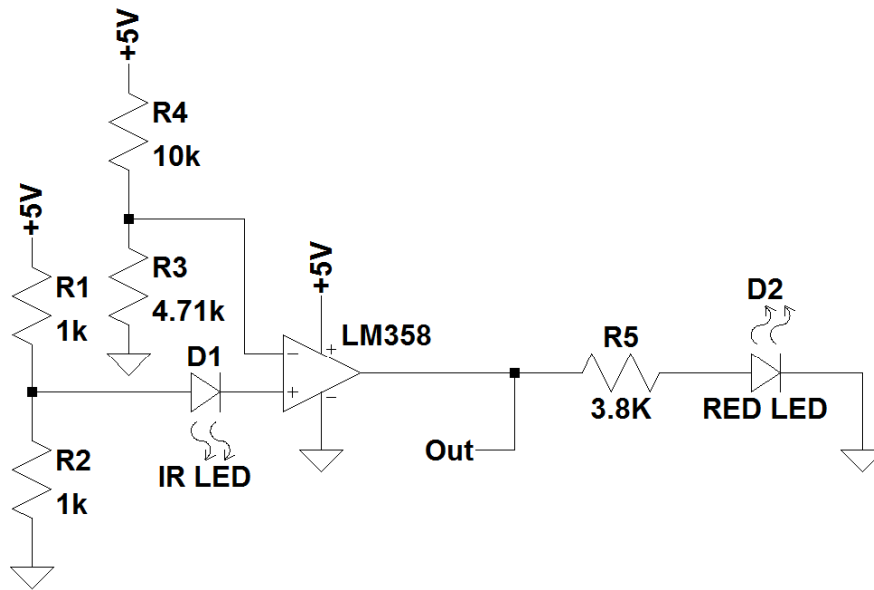 +5V
R4
10k
+5V
R3
4.71k
+5V
R1
1k
LM358
D1
D2
R5
- +
+ -
3.8K
RED LED
Out
IR LED
R2
1k